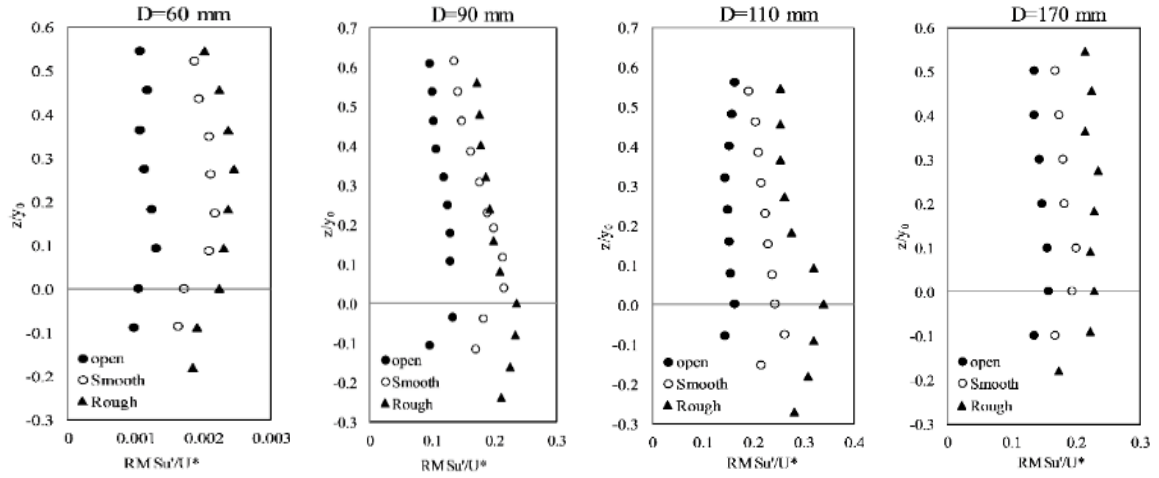 D=60 mm
0.6
0.5
0.4
0.3
0.2
0.1
0.0
-0.1
-0.2
-0.3
z/y₀
open
Smooth
Rough
0 0.001 0.002 0.003
RMSu'/U*
D=90 mm
0.7
0.6
0.5
0.4
0.3
0.2
0.1
0.0
-0.1
-0.2
-0.3
z/y₀
open
Smooth
Rough
0 0.1 0.2 0.3
RMSu'/U*
D=110 mm
0.7
0.6
0.5
0.4
0.3
0.2
0.1
0.0
-0.1
-0.2
-0.3
z/y₀
open
Smooth
Rough
0 0.1 0.2 0.3 0.4
RMSu'/U*
D=170 mm
0.6
0.5
0.4
0.3
0.2
0.1
0.0
0.1
0.2
-0.3
z/y₀
open
Smooth
Rough
0 0.1 0.2 0.3
RMSu'/U*